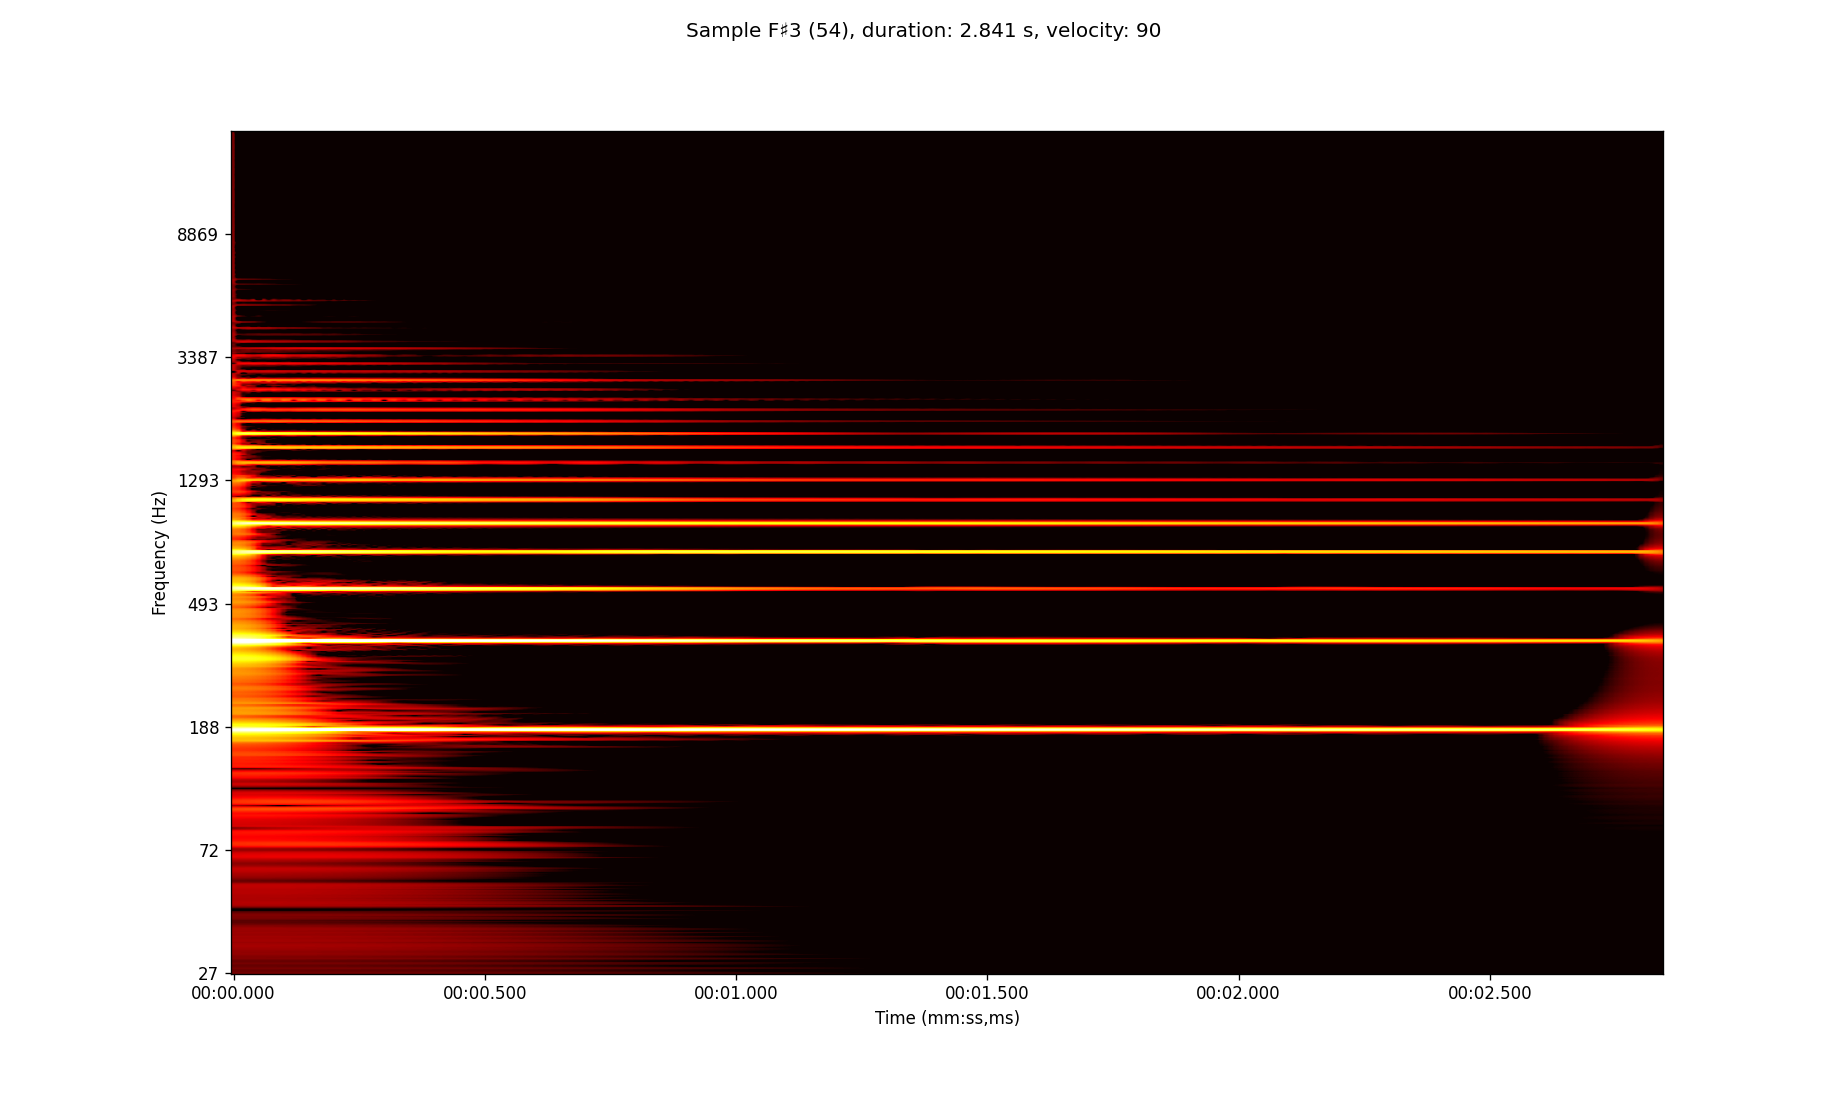 Sample F♯3 (54), duration: 2.841 s, velocity: 90
8869
3387
1293
493
188
72
27
Frequency (Hz)
00:00.000 00:00.500 00:01.000 00:01.500 00:02.000 00:02.500
Time (mm:ss,ms)